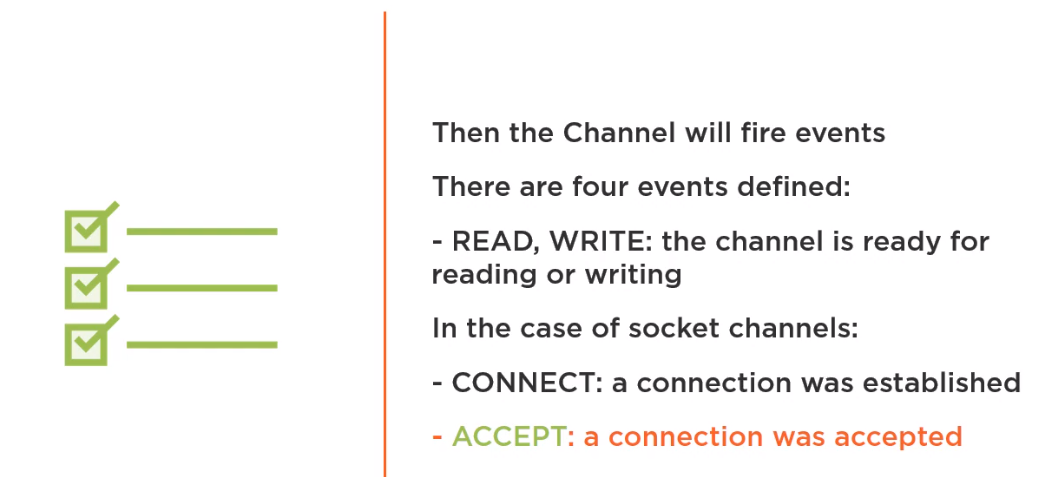 Then the Channel will fire events
There are four events defined:
- READ, WRITE: the channel is ready for
reading or writing
In the case of socket channels:
- CONNECT: a connection was established
- ACCEPT: a connection was accepted